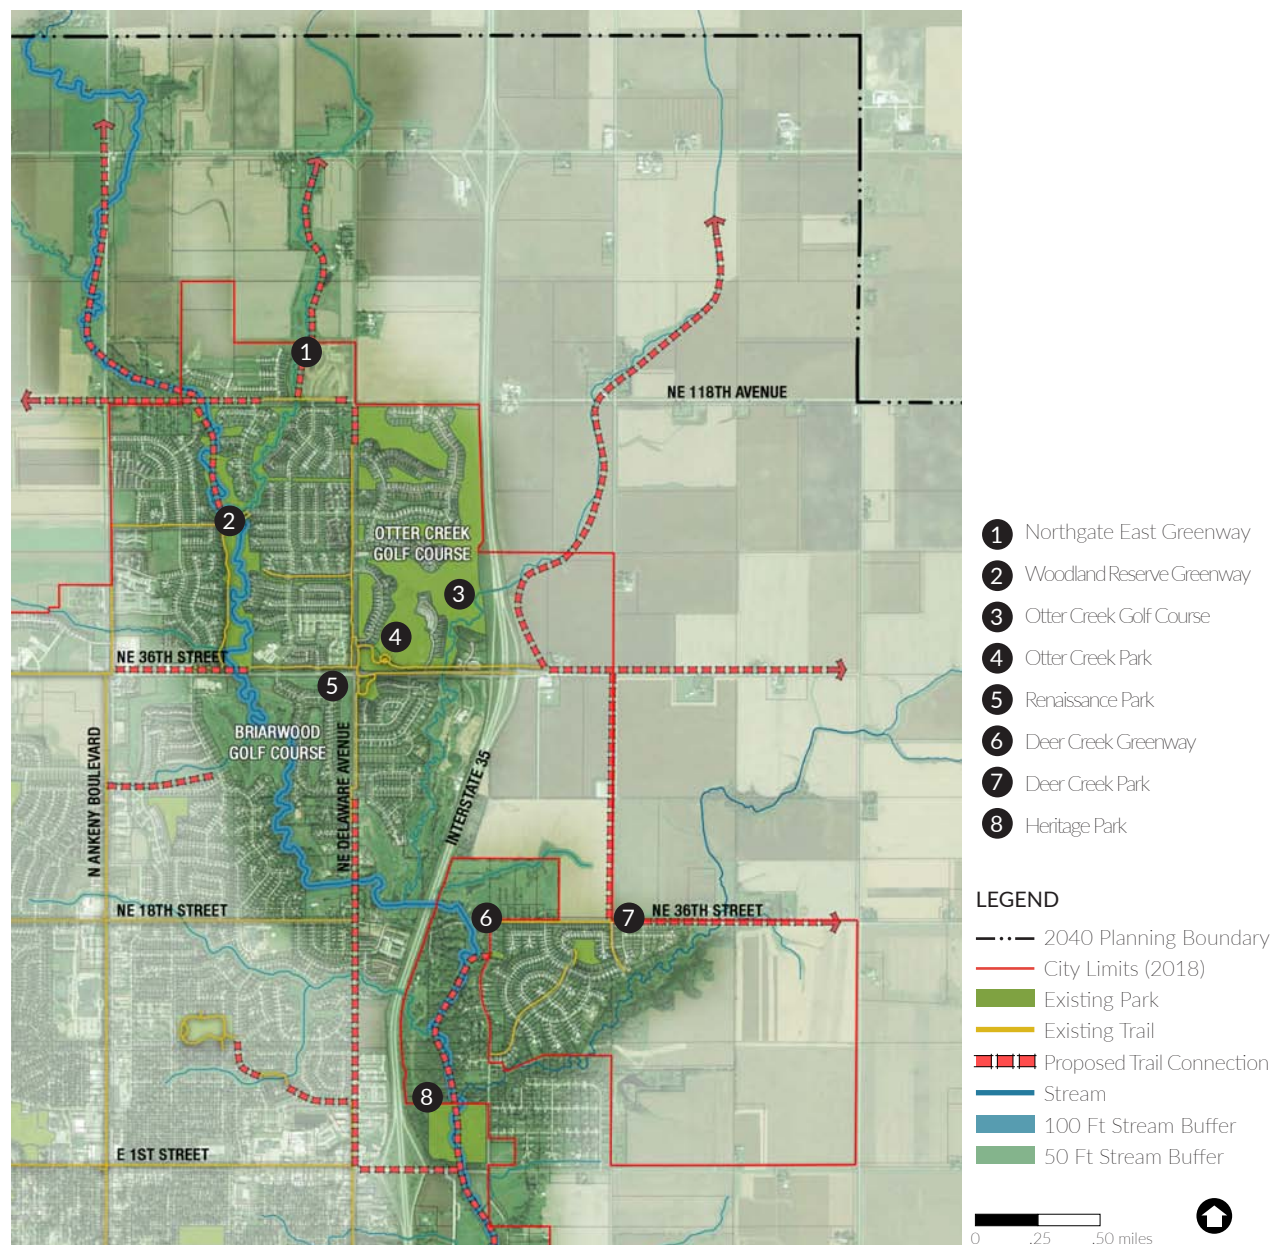 NE 118TH AVENUE
1
2
OTTER CREEK
GOLF COURSE
3
4
NE 36TH STREET
5
BRIARWOOD
GOLF COURSE
N ANKENY BOULEVARD
NE DELAWARE AVENUE
INTERSTATE 35
NE 18TH STREET
6
7
NE 36TH STREET
8
E 1ST STREET
1 Northgate East Greenway
2 Woodland Reserve Greenway
3 Otter Creek Golf Course
4 Otter Creek Park
5 Renaissance Park
6 Deer Creek Greenway
7 Deer Creek Park
8 Heritage Park
LEGEND
2040 Planning Boundary
City Limits (2018)
Existing Park
Existing Trail
Proposed Trail Connection
Stream
100 Ft Stream Buffer
50 Ft Stream Buffer
0 .25 .50 miles